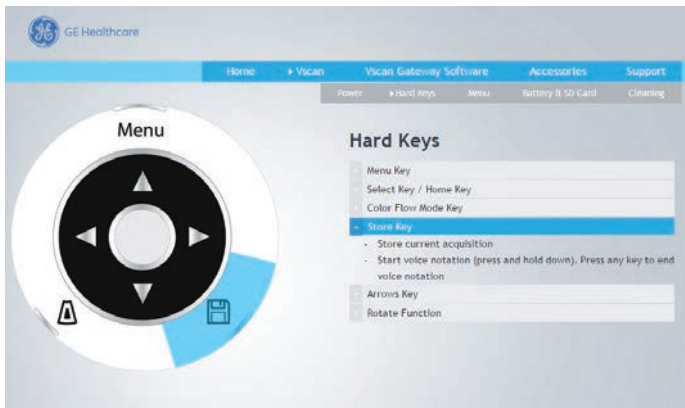 GE Healthcare
Home Vscan Vscan Gateway Software Accessories Support
Power Hard Keys Menu Battery & SD Card Cleaning
Menu
Hard Keys
Menu Key
Select Key / Home Key
Color Flow Mode Key
- Store Key
- Store current acquisition
- Start voice notation (press and hold down). Press any key to end
voice notation
Arrows Key
Rotate Function